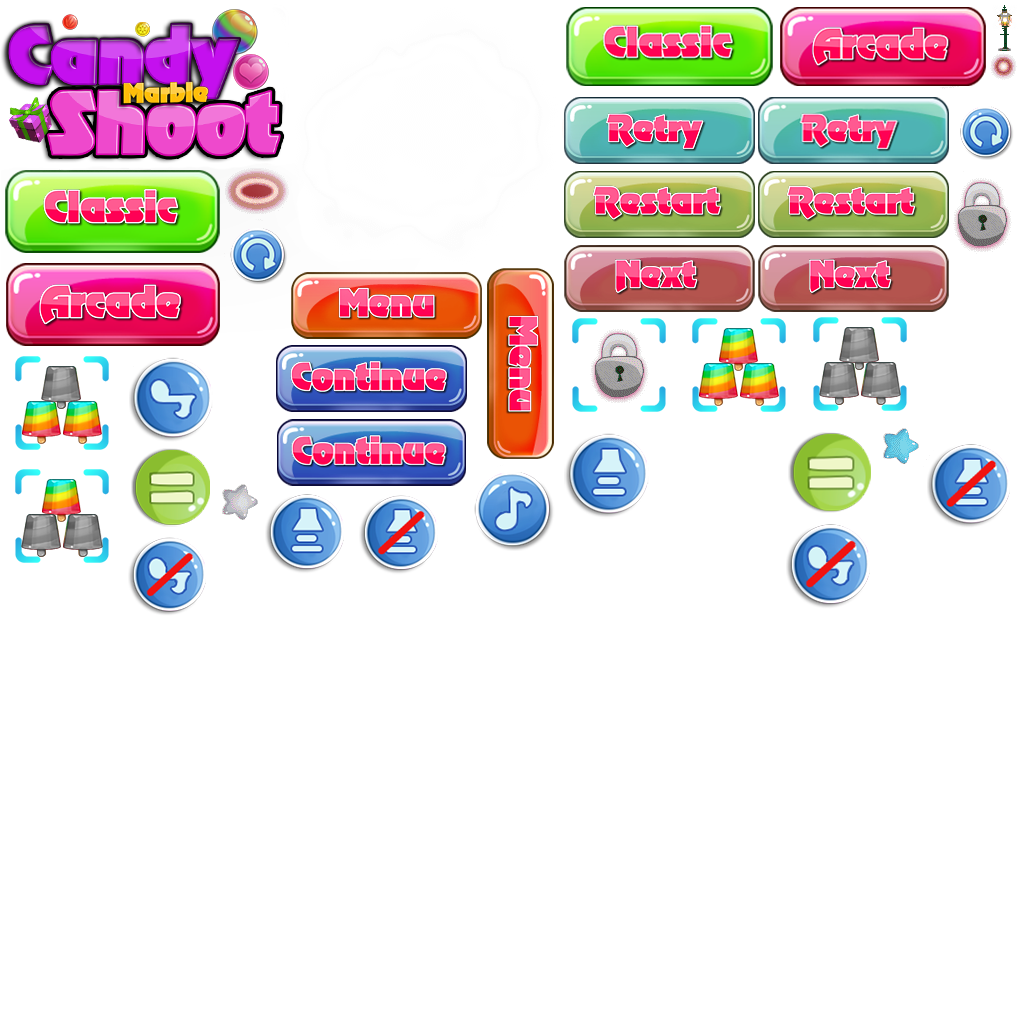 Candy
Marble
Shoot
Classic
Arcade
Classic
Arcade
Retry
Retry
Restart
Restart
Next
Next
Menu
Continue
Continue
Menu